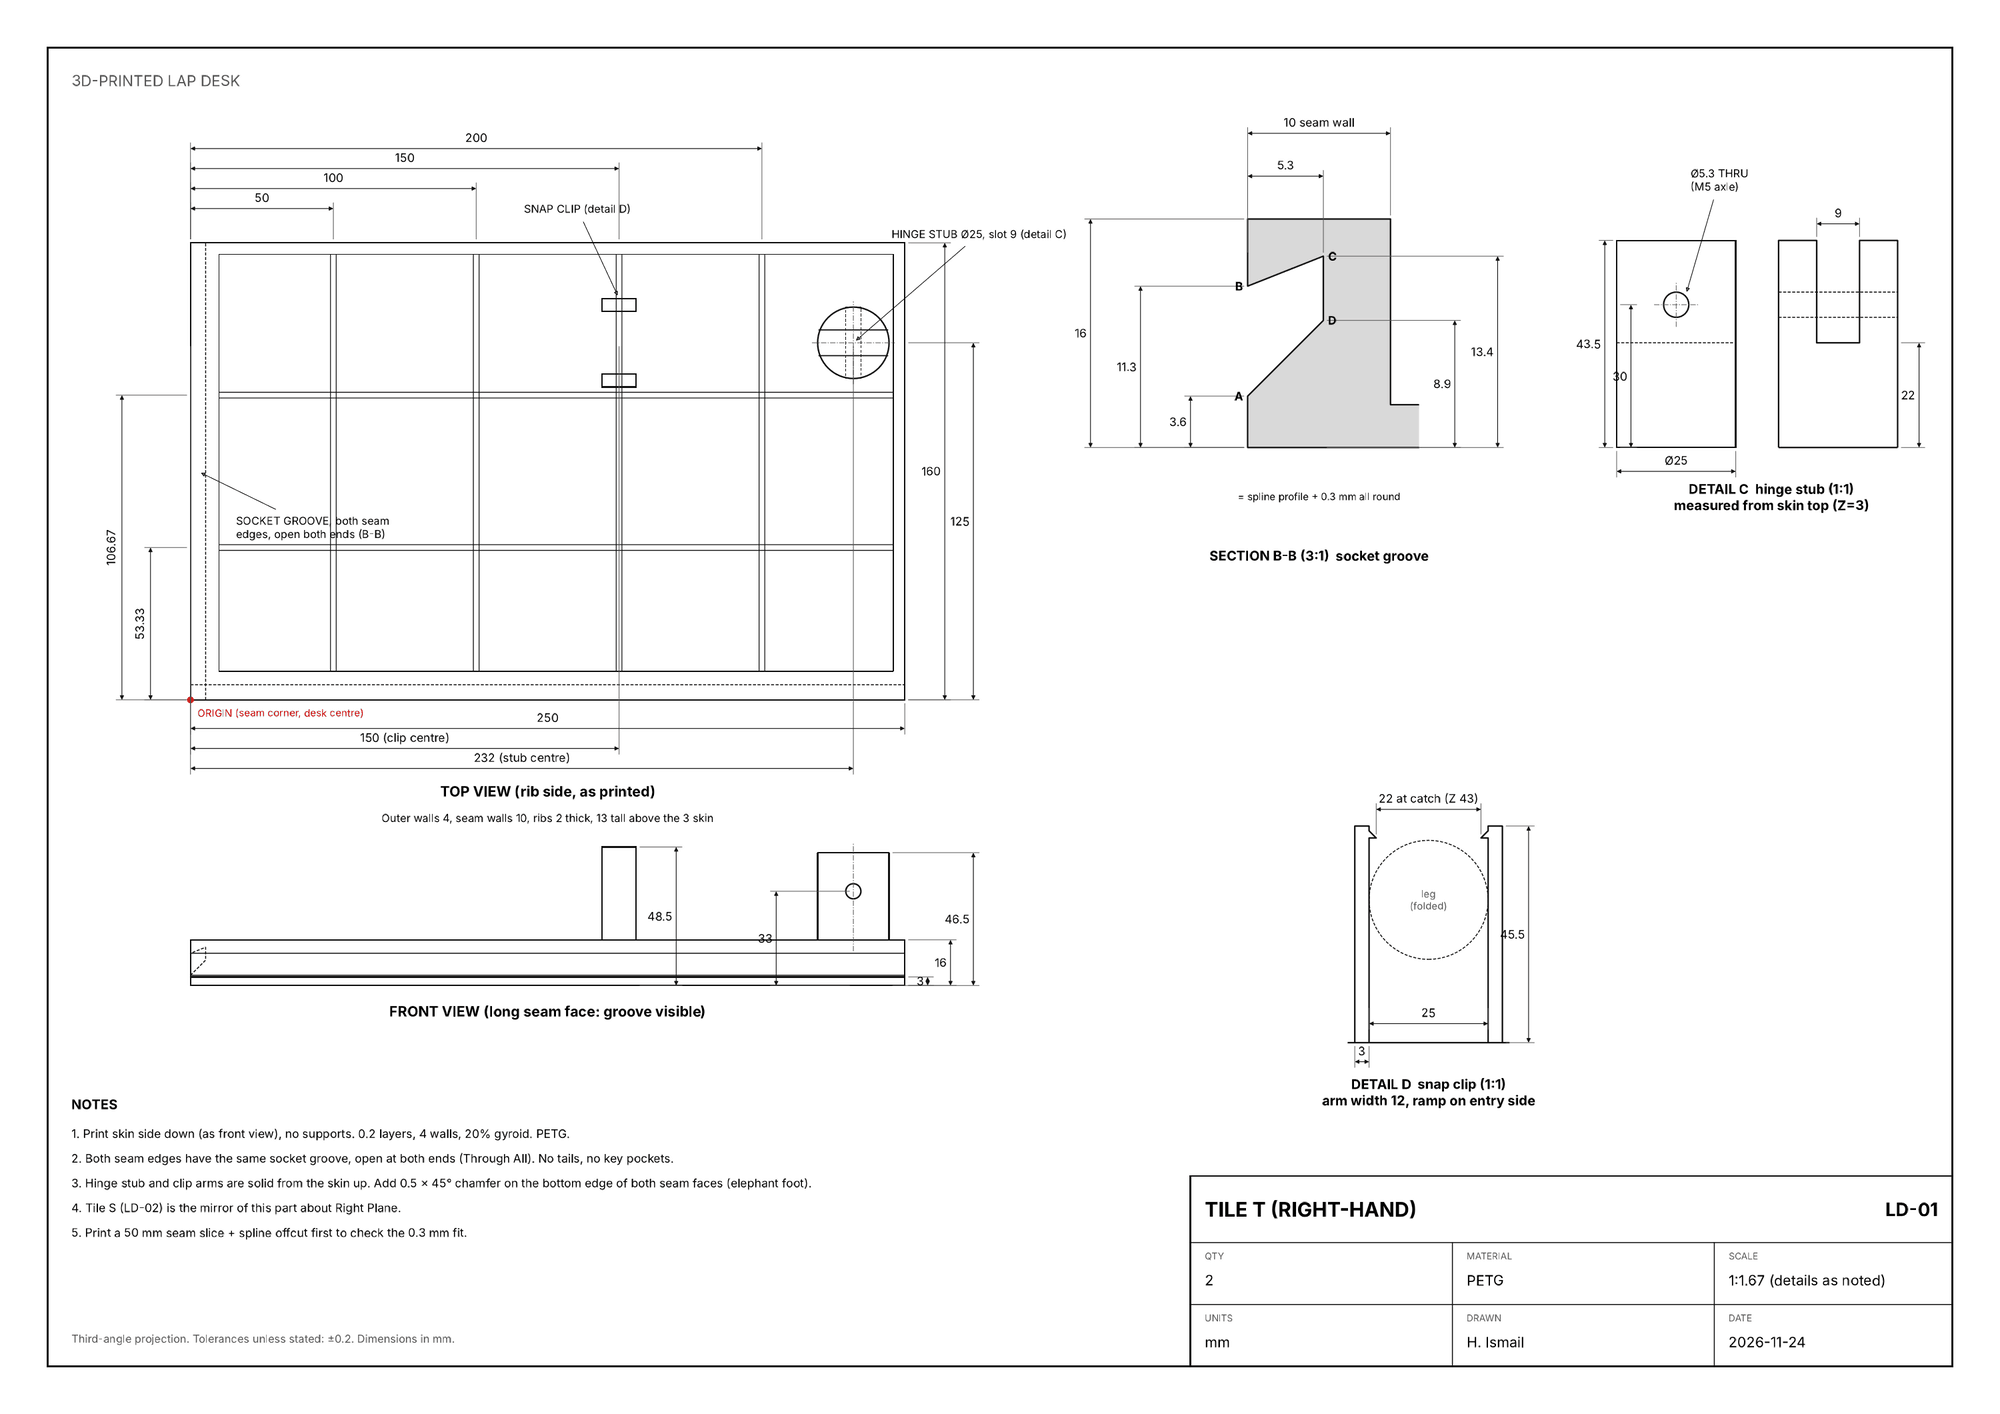 3D-PRINTED LAP DESK
200
150
100
50
SNAP CLIP (detail D)
HINGE STUB Ø25, slot 9 (detail C)
SOCKET GROOVE, both seam
edges, open both ends (B-B)
106.67
53.33
160
125
ORIGIN (seam corner, desk centre)
250
150 (clip centre)
232 (stub centre)
TOP VIEW (rib side, as printed)
Outer walls 4, seam walls 10, ribs 2 thick, 13 tall above the 3 skin
48.5
33
46.5
16
3
FRONT VIEW (long seam face: groove visible)
10 seam wall
5.3
B
C
D
A
16
11.3
3.6
8.9
13.4
= spline profile + 0.3 mm all round
SECTION B-B (3:1) socket groove
Ø5.3 THRU
(M5 axle)
9
43.5
30
22
Ø25
DETAIL C hinge stub (1:1)
measured from skin top (Z=3)
22 at catch (Z 43)
leg
(folded)
45.5
25
3
DETAIL D snap clip (1:1)
arm width 12, ramp on entry side
NOTES
1. Print skin side down (as front view), no supports. 0.2 layers, 4 walls, 20% gyroid. PETG.
2. Both seam edges have the same socket groove, open at both ends (Through All). No tails, no key pockets.
3. Hinge stub and clip arms are solid from the skin up. Add 0.5 × 45° chamfer on the bottom edge of both seam faces (elephant foot).
4. Tile S (LD-02) is the mirror of this part about Right Plane.
5. Print a 50 mm seam slice + spline offcut first to check the 0.3 mm fit.
Third-angle projection. Tolerances unless stated: ±0.2. Dimensions in mm.
TILE T (RIGHT-HAND)
LD-01
QTY
2
MATERIAL
PETG
SCALE
1:1.67 (details as noted)
UNITS
mm
DRAWN
H. Ismail
DATE
2026-11-24